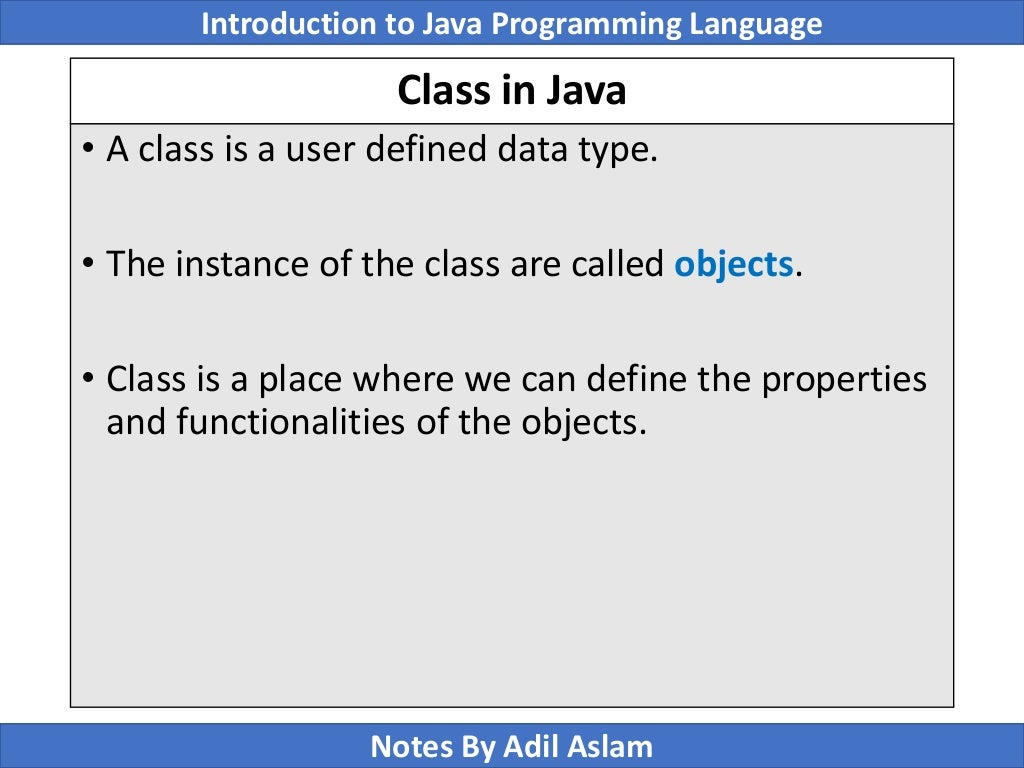 Introduction to Java Programming Language
Class in Java
• A class is a user defined data type.
• The instance of the class are called objects.
• Class is a place where we can define the properties
and functionalities of the objects.
Notes By Adil Aslam